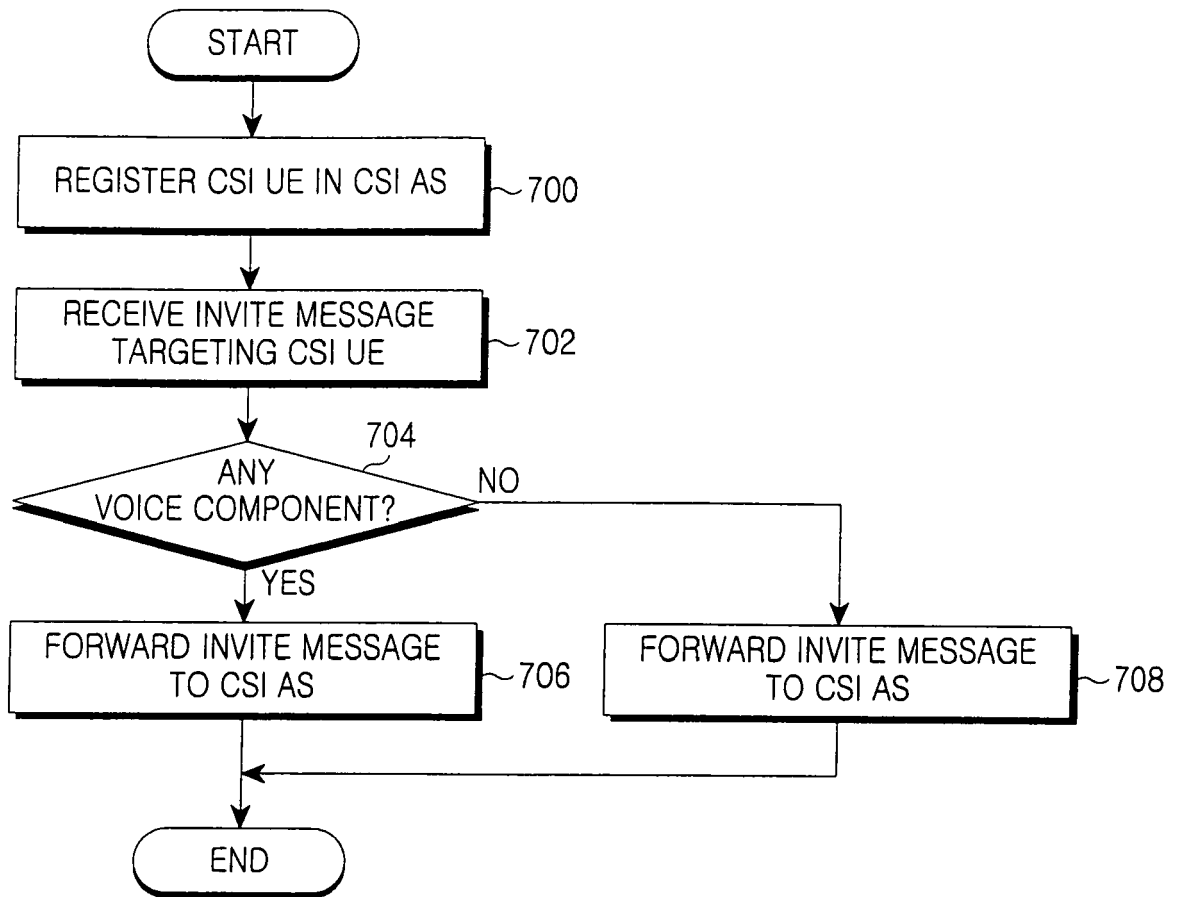 START
REGISTER CSI UE IN CSI AS
700
RECEIVE INVITE MESSAGE
TARGETING CSI UE
702
704
ANY
VOICE COMPONENT?
NO
YES
FORWARD INVITE MESSAGE
TO CSI AS
706
FORWARD INVITE MESSAGE
TO CSI AS
708
END